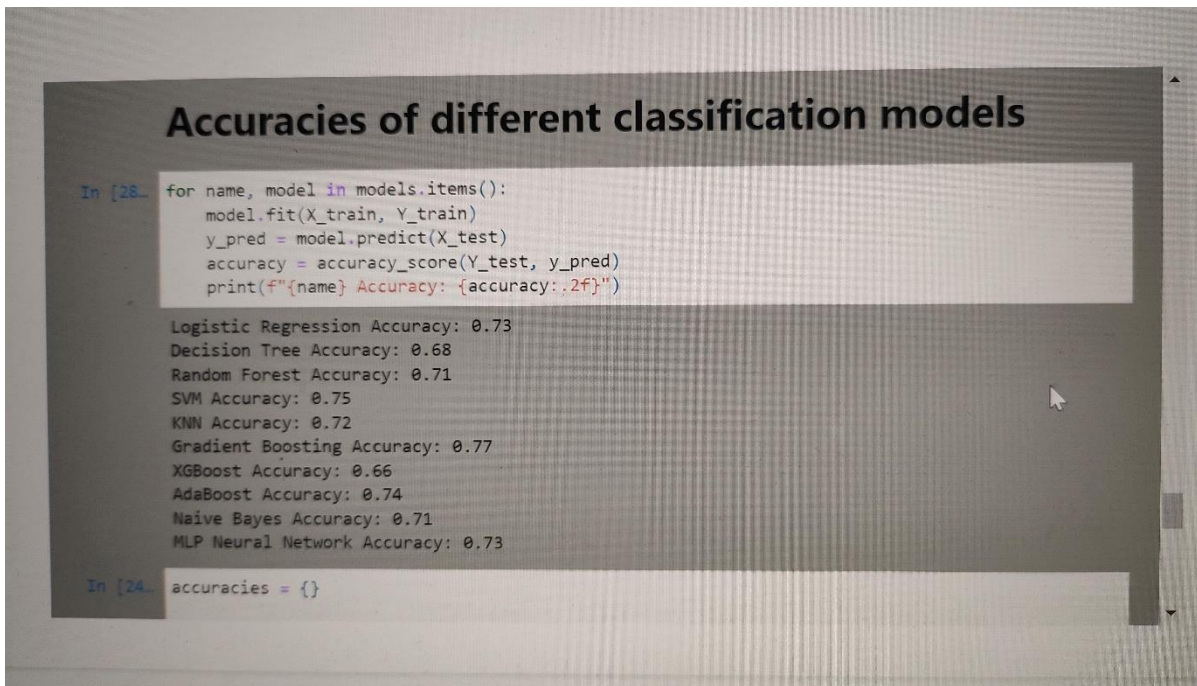 Accuracies of different classification models
In [28… for name, model in models.items():
    model.fit(X_train, Y_train)
    y_pred = model.predict(X_test)
    accuracy = accuracy_score(Y_test, y_pred)
    print(f"{name} Accuracy: {accuracy:.2f}")
Logistic Regression Accuracy: 0.73
Decision Tree Accuracy: 0.68
Random Forest Accuracy: 0.71
SVM Accuracy: 0.75
KNN Accuracy: 0.72
Gradient Boosting Accuracy: 0.77
XGBoost Accuracy: 0.66
AdaBoost Accuracy: 0.74
Naive Bayes Accuracy: 0.71
MLP Neural Network Accuracy: 0.73
In [24… accuracies = {}